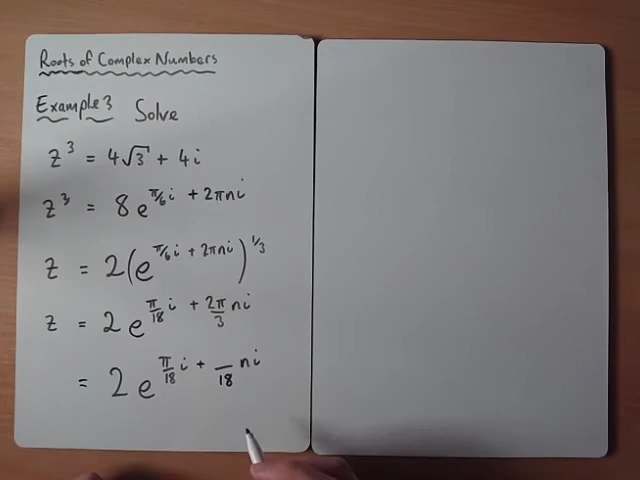 Roots of Complex Numbers
Example 3 Solve
z³ = 4√3 + 4i
z³ = 8e^(π/6 i + 2πni)
z = 2(e^(π/6 i + 2πni))^(1/3)
z = 2e^(π/18 i + 2π/3 ni)
= 2e^(π/18 i + /18 ni)